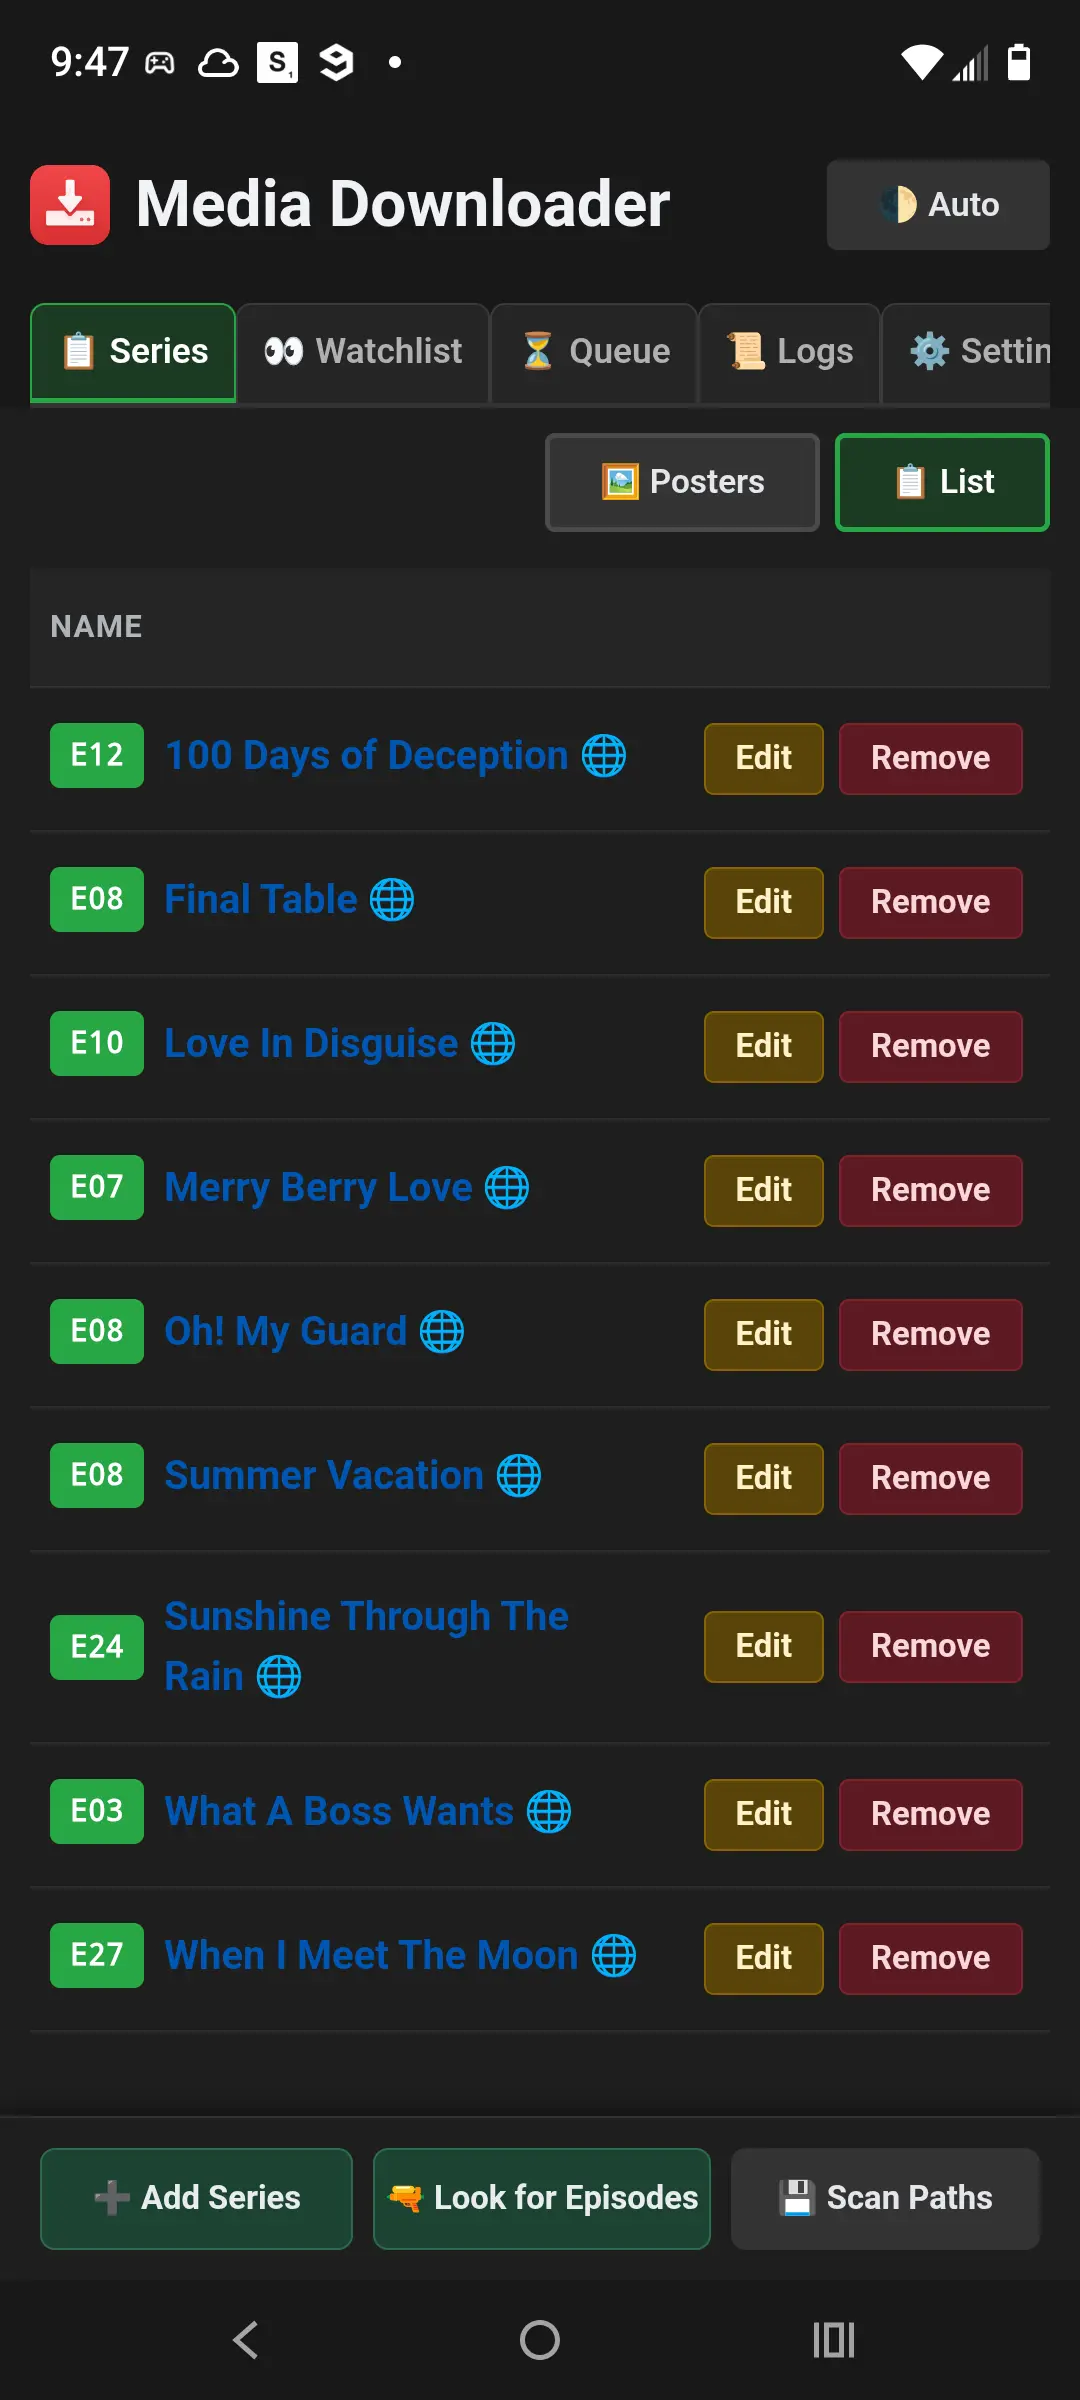 9:47
Media Downloader
Auto
Series
Watchlist
Queue
Logs
Settin
Posters
List
NAME
E12 100 Days of Deception Edit Remove
E08 Final Table Edit Remove
E10 Love In Disguise Edit Remove
E07 Merry Berry Love Edit Remove
E08 Oh! My Guard Edit Remove
E08 Summer Vacation Edit Remove
E24 Sunshine Through The
Rain Edit Remove
E03 What A Boss Wants Edit Remove
E27 When I Meet The Moon Edit Remove
Add Series
Look for Episodes
Scan Paths